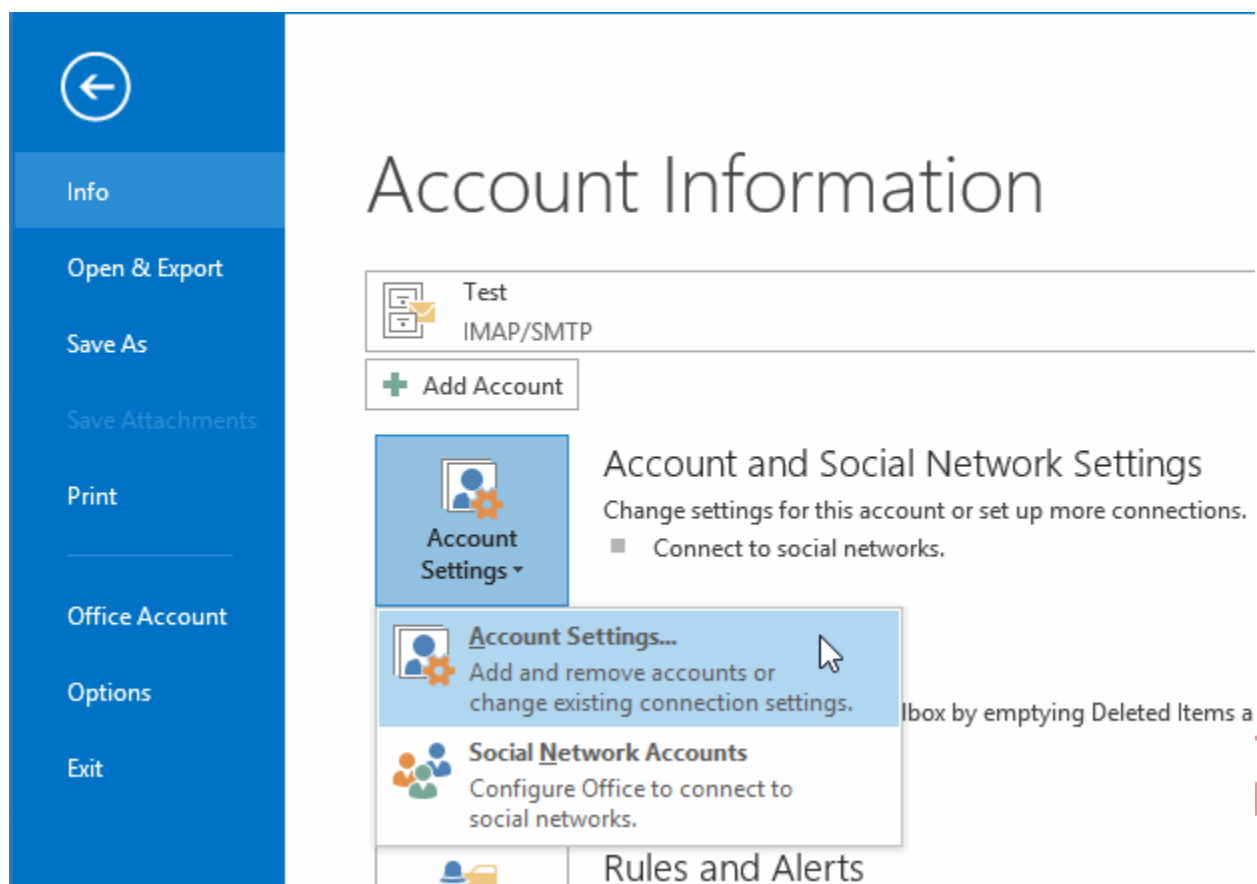 Info
Open & Export
Save As
Save Attachments
Print
Office Account
Options
Exit
Account Information
Test
IMAP/SMTP
Add Account
Account
Settings
Account and Social Network Settings
Change settings for this account or set up more connections.
Connect to social networks.
Account Settings...
Add and remove accounts or
change existing connection settings.
Social Network Accounts
Configure Office to connect to
social networks.
by emptying Deleted Items
Rules and Alerts